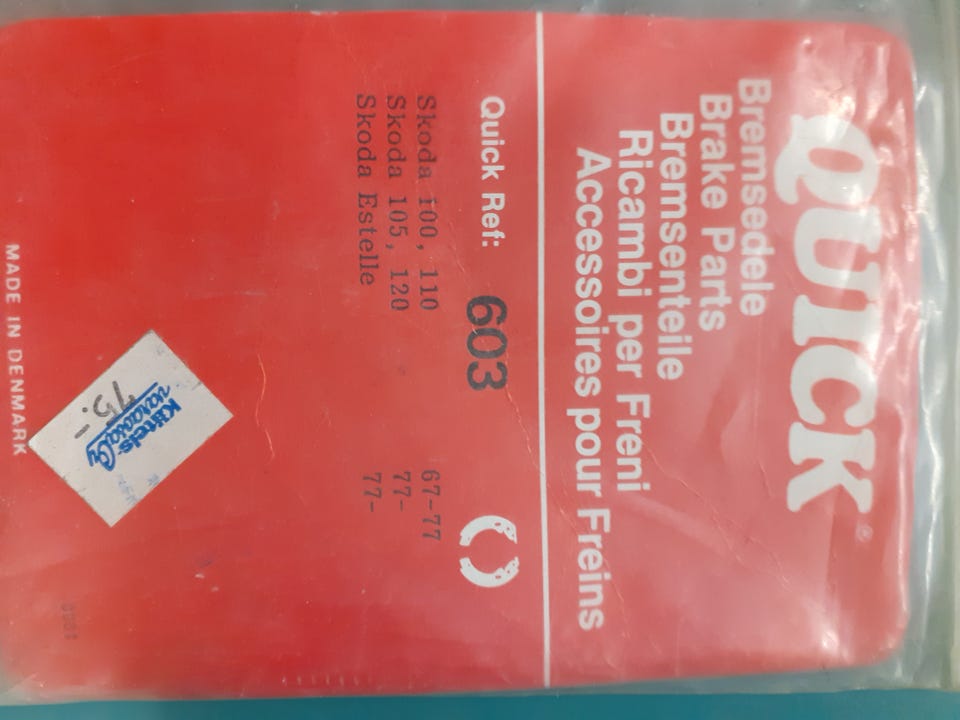 QUICK®
Bremsedele
Brake Parts
Bremsenteile
Ricambi per Freni
Accessoires pour Freins
Quick Ref: 603
Skoda 100, 110 67-77
Skoda 105, 120 77-
Skoda Estelle 77-
75.-
MADE IN DENMARK